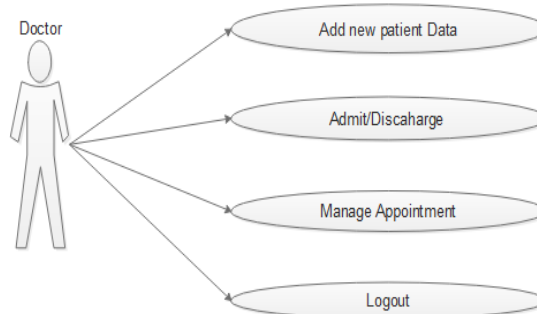 Doctor
Add new patient Data
Admit/Discaharge
Manage Appointment
Logout